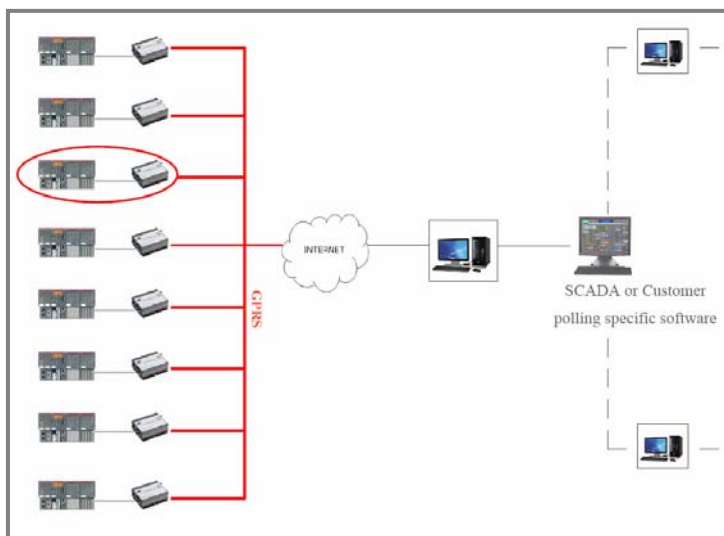 INTERNET
GPRS
SCADA or Customer
polling specific software